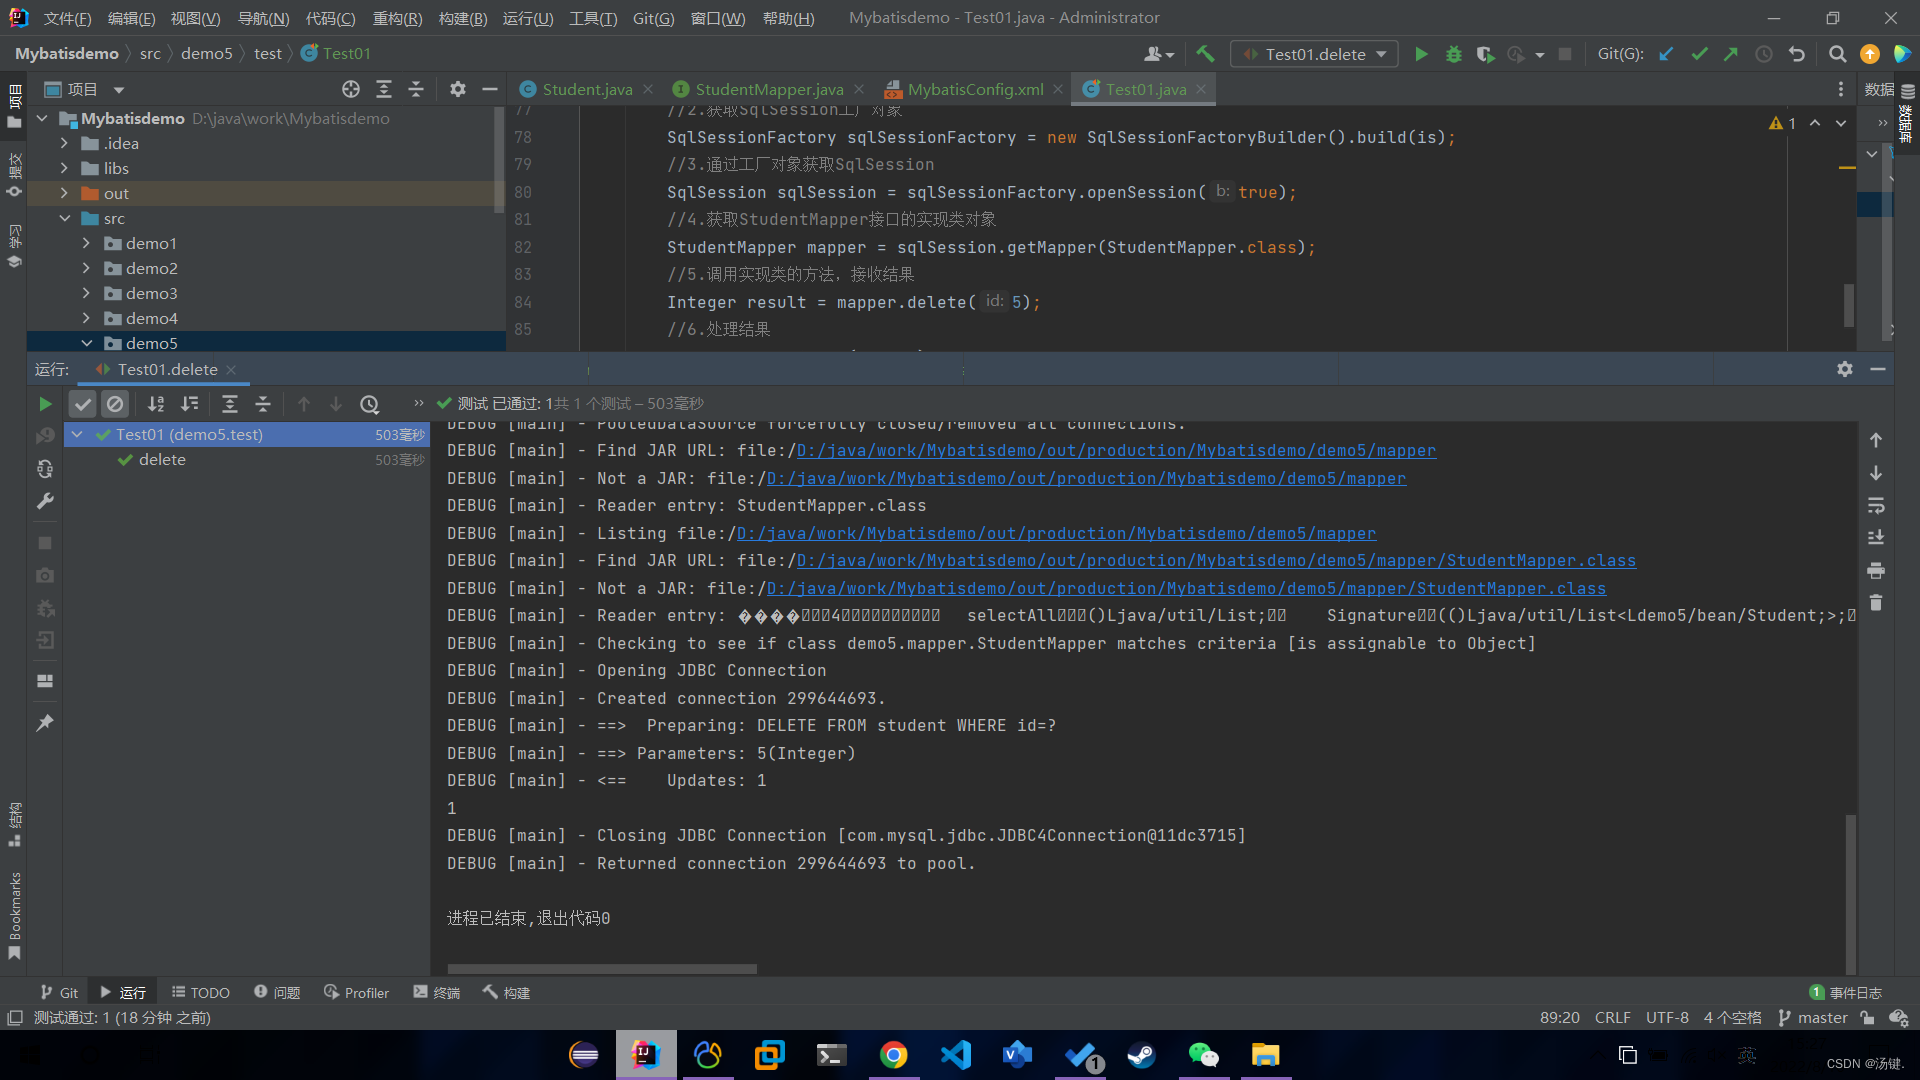 文件(F) 编辑(E) 视图(V) 导航(N) 代码(C) 重构(R) 构建(B) 运行(U) 工具(T) Git(G) 窗口(W) 帮助(H) Mybatisdemo - Test01.java - Administrator
Mybatisdemo src demo5 test Test01 Test01.delete Git(G):
项目 Student.java StudentMapper.java MybatisConfig.xml Test01.java 数据
Mybatisdemo D:\java\work\Mybatisdemo
.idea
libs
out
src
demo1
demo2
demo3
demo4
demo5
项目
提交
学习
数据库
1
77 //2.获取SqlSession工厂对象
78 SqlSessionFactory sqlSessionFactory = new SqlSessionFactoryBuilder().build(is);
79 //3.通过工厂对象获取SqlSession
80 SqlSession sqlSession = sqlSessionFactory.openSession( b: true);
81 //4.获取StudentMapper接口的实现类对象
82 StudentMapper mapper = sqlSession.getMapper(StudentMapper.class);
83 //5.调用实现类的方法，接收结果
84 Integer result = mapper.delete( id: 5);
85 //6.处理结果
运行: Test01.delete
测试 已通过: 1共 1 个测试 – 503毫秒
Test01 (demo5.test) 503毫秒
delete 503毫秒
DEBUG [main] - PooledDataSource forcefully closed/removed all connections.
DEBUG [main] - Find JAR URL: file:/D:/java/work/Mybatisdemo/out/production/Mybatisdemo/demo5/mapper
DEBUG [main] - Not a JAR: file:/D:/java/work/Mybatisdemo/out/production/Mybatisdemo/demo5/mapper
DEBUG [main] - Reader entry: StudentMapper.class
DEBUG [main] - Listing file:/D:/java/work/Mybatisdemo/out/production/Mybatisdemo/demo5/mapper
DEBUG [main] - Find JAR URL: file:/D:/java/work/Mybatisdemo/out/production/Mybatisdemo/demo5/mapper/StudentMapper.class
DEBUG [main] - Not a JAR: file:/D:/java/work/Mybatisdemo/out/production/Mybatisdemo/demo5/mapper/StudentMapper.class
DEBUG [main] - Reader entry: ����4 selectAll()Ljava/util/List; Signature(()Ljava/util/List<Ldemo5/bean/Student;>;
DEBUG [main] - Checking to see if class demo5.mapper.StudentMapper matches criteria [is assignable to Object]
DEBUG [main] - Opening JDBC Connection
DEBUG [main] - Created connection 299644693.
DEBUG [main] - ==>  Preparing: DELETE FROM student WHERE id=?
DEBUG [main] - ==> Parameters: 5(Integer)
DEBUG [main] - <==    Updates: 1
1
DEBUG [main] - Closing JDBC Connection [com.mysql.jdbc.JDBC4Connection@11dc3715]
DEBUG [main] - Returned connection 299644693 to pool.
进程已结束,退出代码0
结构
Bookmarks
Git 运行 TODO 问题 Profiler 终端 构建 1 事件日志
测试通过: 1 (18 分钟 之前) 89:20 CRLF UTF-8 4 个空格 master
1 英
CSDN @汤键.